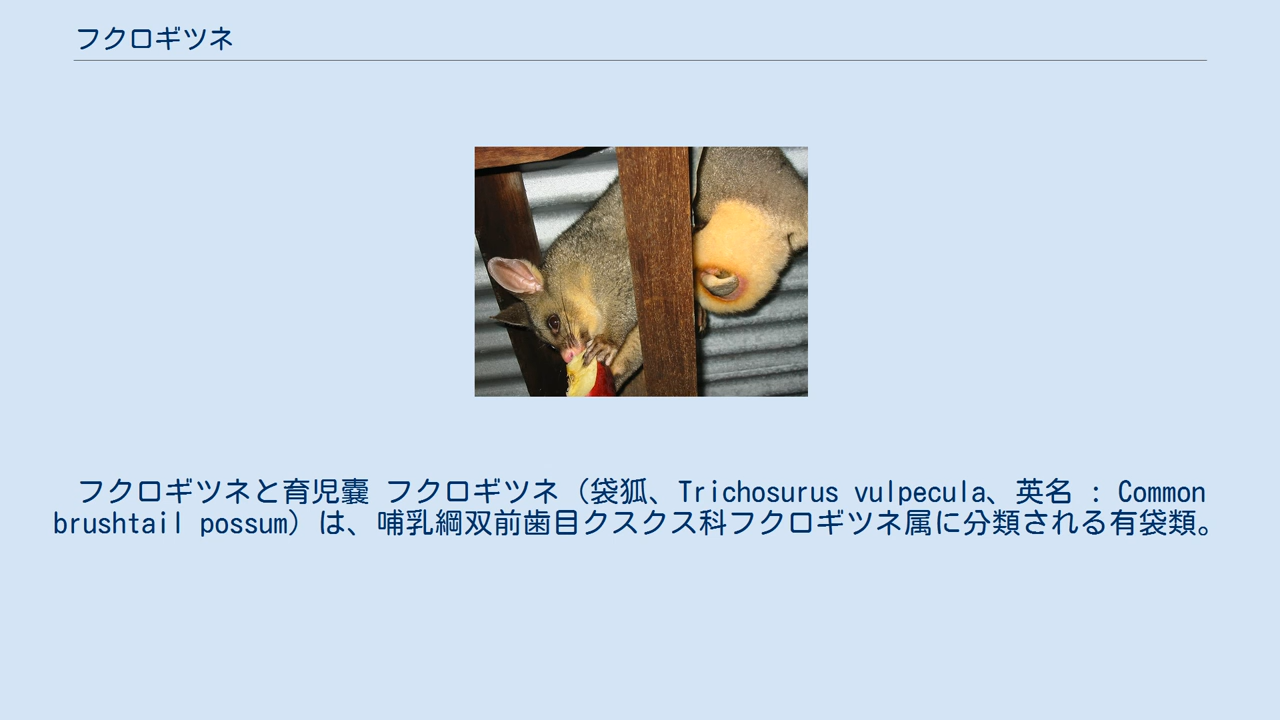 フクロギツネ
フクロギツネと育児嚢 フクロギツネ（袋狐、Trichosurus vulpecula、英名 : Common
brushtail possum）は、哺乳綱双前歯目クスクス科フクロギツネ属に分類される有袋類。